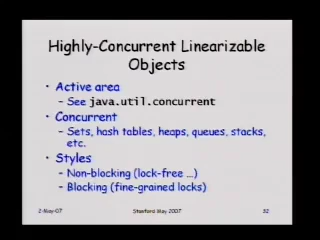 Highly-Concurrent Linearizable
Objects
• Active area
– See java.util.concurrent
• Concurrent
– Sets, hash tables, heaps, queues, stacks,
etc.
• Styles
– Non-blocking (lock-free ...)
– Blocking (fine-grained locks)
2-May-07
Stanford May 2007
52